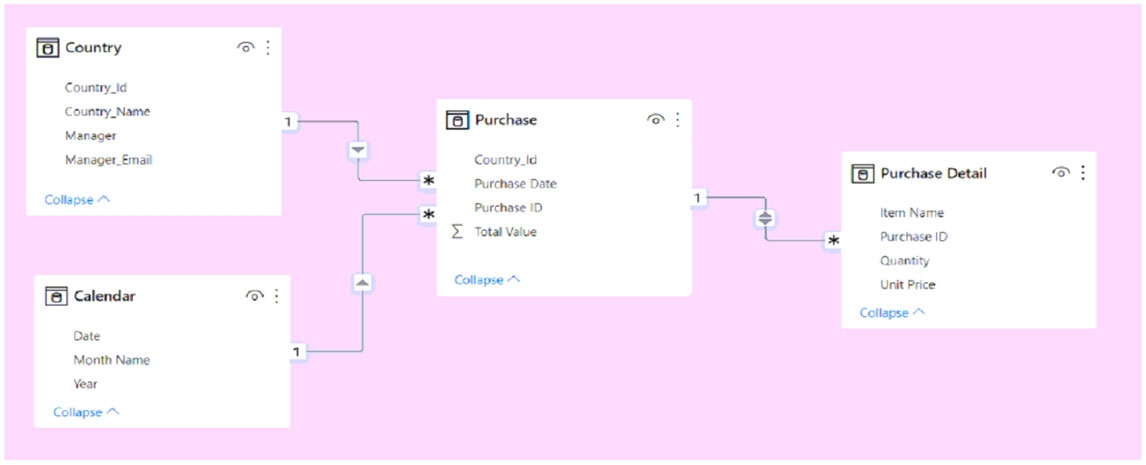 Country
Country_Id
Country_Name
Manager
Manager_Email
Collapse
1
*
Calendar
Date
Month Name
Year
Collapse
1
*
Purchase
Country_Id
Purchase Date
Purchase ID
Σ Total Value
Collapse
1
*
Purchase Detail
Item Name
Purchase ID
Quantity
Unit Price
Collapse